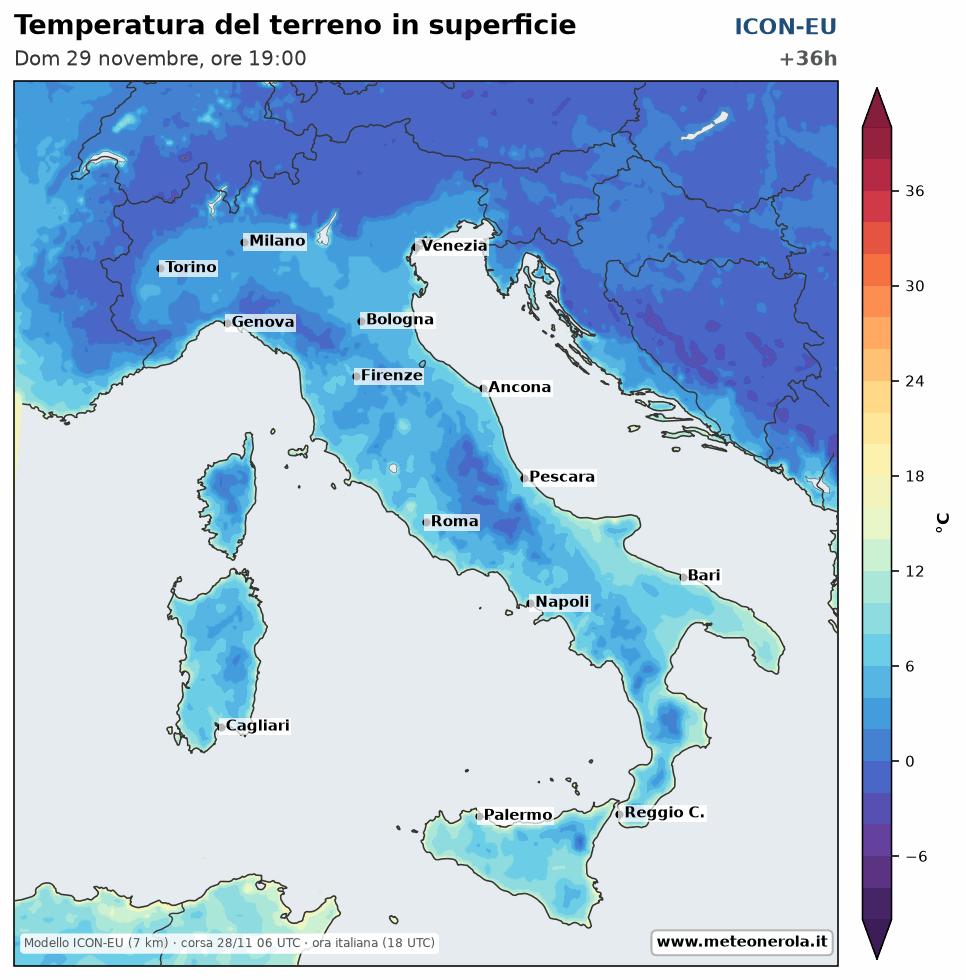 Temperatura del terreno in superficie
ICON-EU
Dom 29 novembre, ore 19:00
+36h
Milano
Venezia
Torino
Genova
Bologna
Firenze
Ancona
Pescara
Roma
Bari
Napoli
Cagliari
Palermo
Reggio C.
36
30
24
18
12
6
0
−6
°C
Modello ICON-EU (7 km) · corsa 28/11 06 UTC · ora italiana (18 UTC)
www.meteonerola.it